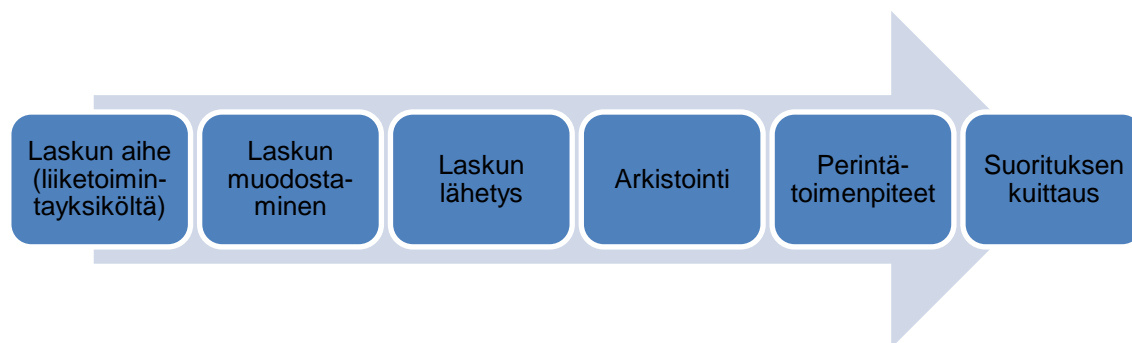 Laskun aihe
(liiketoimin-
tayksiköltä)
Laskun
muodosta-
minen
Laskun
lähetys
Arkistointi
Perintä-
toimenpiteet
Suorituksen
kuittaus